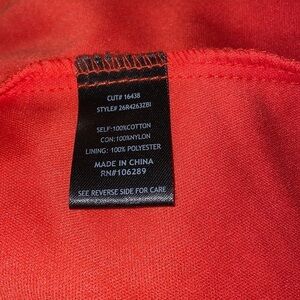 CUT# 16438
STYLE# 26R4263ZBI
SELF:100%COTTON
CON:100%NYLON
LINING: 100% POLYESTER
MADE IN CHINA
RN#106289
SEE REVERSE SIDE FOR CARE